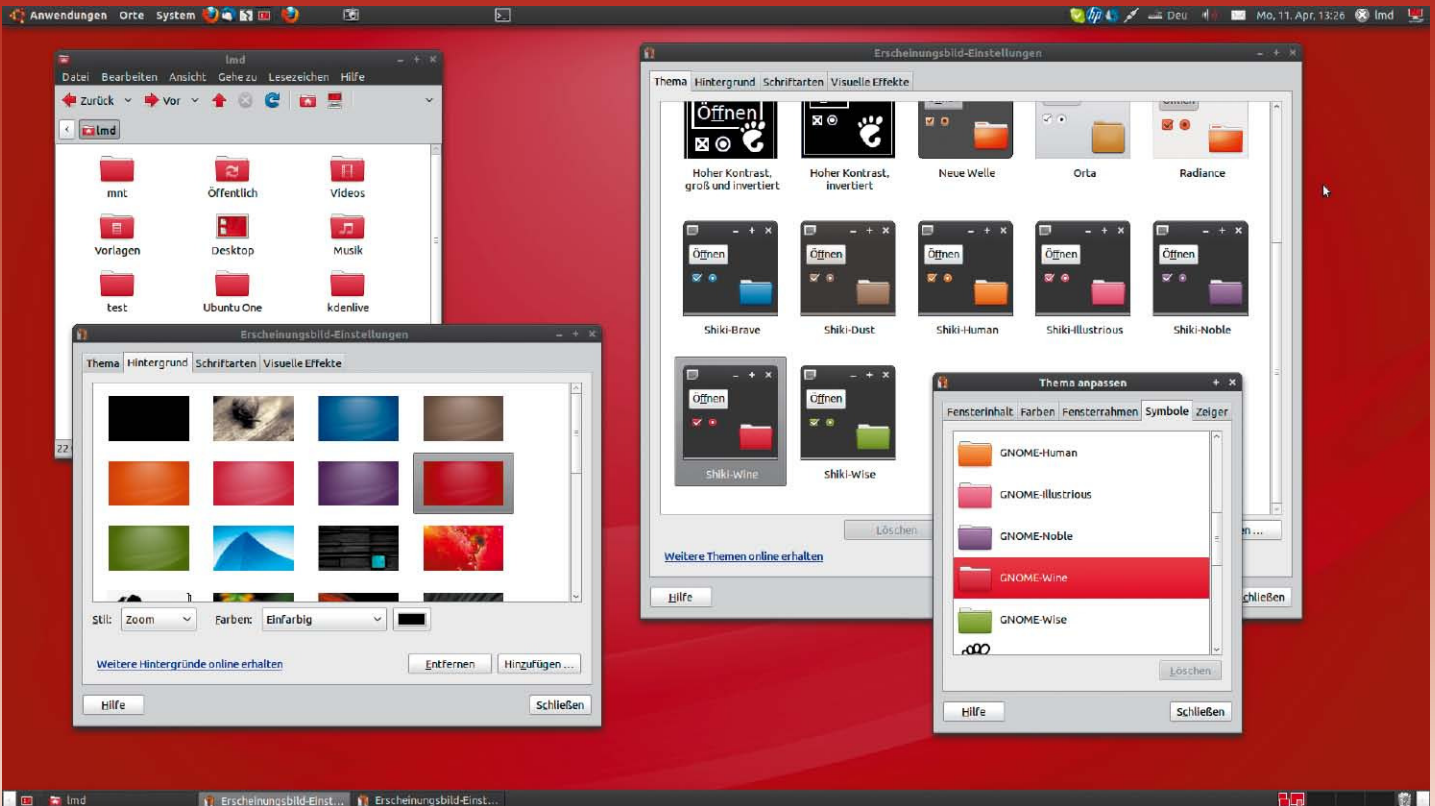 Anwendungen Orte System
Deu
Mo, 11. Apr, 13:26
lmd
lmd
Datei Bearbeiten Ansicht Gehe zu Lesezeichen Hilfe
Zurück Vor
lmd
mnt Öffentlich Videos
Vorlagen Desktop Musik
test Ubuntu One kdenlive
22
Erscheinungsbild-Einstellungen
Thema Hintergrund Schriftarten Visuelle Effekte
Stil: Zoom Farben: Einfarbig
Weitere Hintergründe online erhalten
Entfernen Hinzufügen ...
Hilfe Schließen
Erscheinungsbild-Einstellungen
Thema Hintergrund Schriftarten Visuelle Effekte
Öffnen
Hoher Kontrast, groß und invertiert
Hoher Kontrast, invertiert
Neue Welle
Orta
Radiance
Öffnen Öffnen Öffnen Öffnen Öffnen
Shiki-Brave Shiki-Dust Shiki-Human Shiki-Illustrious Shiki-Noble
Öffnen Öffnen
Shiki-Wine Shiki-Wise
Löschen
Weitere Themen online erhalten
Hilfe
Thema anpassen
Fensterinhalt Farben Fensterrahmen Symbole Zeiger
GNOME-Human
GNOME-Illustrious
GNOME-Noble
GNOME-Wine
GNOME-Wise
Löschen
Hilfe Schließen
lmd Erscheinungsbild-Einst... Erscheinungsbild-Einst...